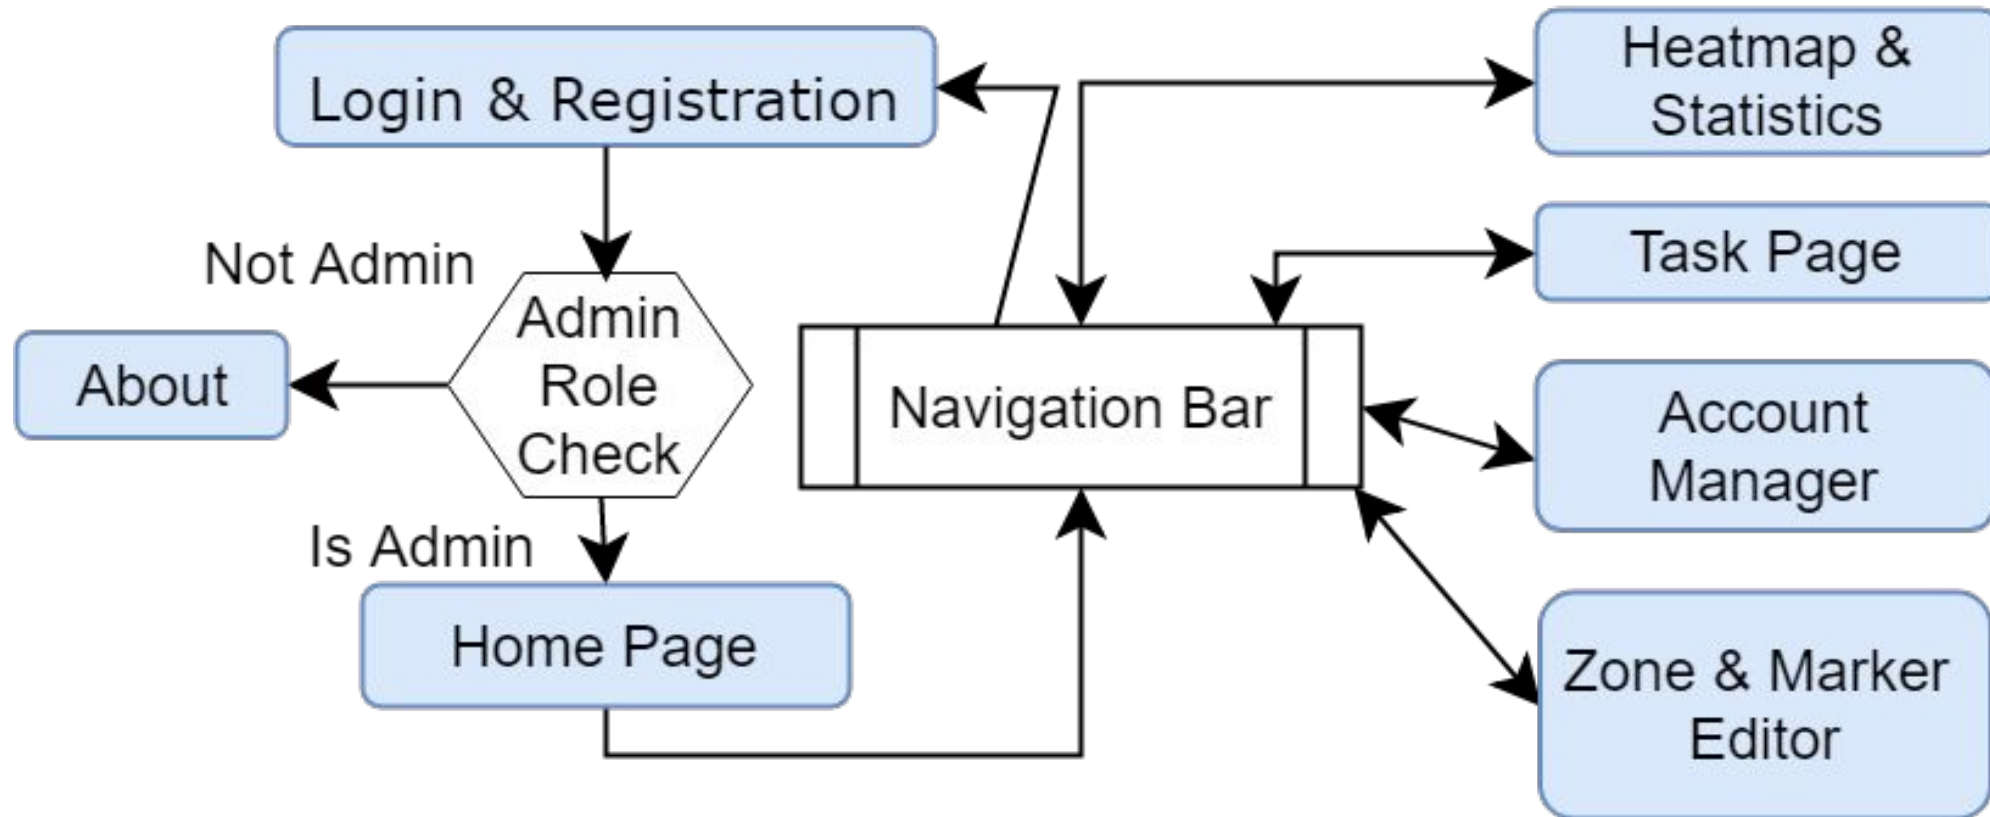 Login & Registration
Not Admin
Admin
Role
Check
About
Is Admin
Home Page
Navigation Bar
Heatmap &
Statistics
Task Page
Account
Manager
Zone & Marker
Editor